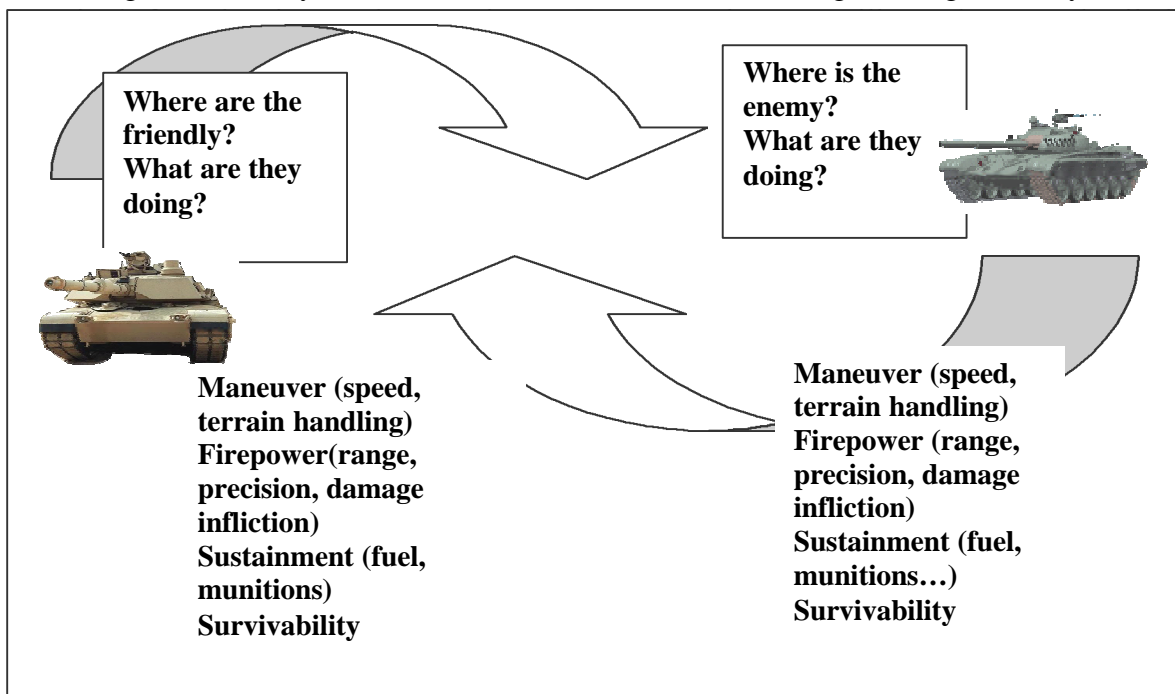 Where are the
friendly?
What are they
doing?
Where is the
enemy?
What are they
doing?
Maneuver (speed,
terrain handling)
Firepower(range,
precision, damage
infliction)
Sustainment (fuel,
munitions)
Survivability
Maneuver (speed,
terrain handling)
Firepower (range,
precision, damage
infliction)
Sustainment (fuel,
munitions…)
Survivability